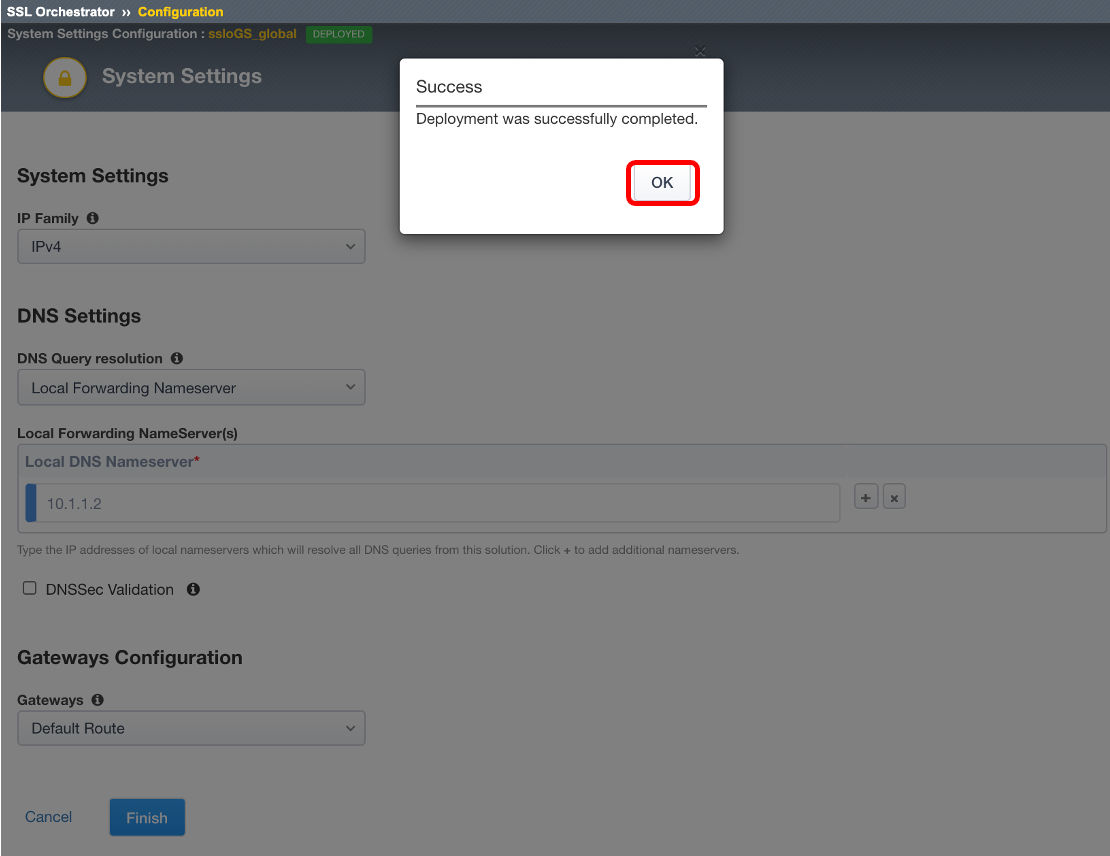 SSL Orchestrator ›› Configuration
System Settings Configuration : ssloGS_global DEPLOYED
System Settings
Success
Deployment was successfully completed.
OK
System Settings
IP Family
IPv4
DNS Settings
DNS Query resolution
Local Forwarding Nameserver
Local Forwarding NameServer(s)
Local DNS Nameserver*
10.1.1.2
Type the IP addresses of local nameservers which will resolve all DNS queries from this solution. Click + to add additional nameservers.
DNSSec Validation
Gateways Configuration
Gateways
Default Route
Cancel Finish